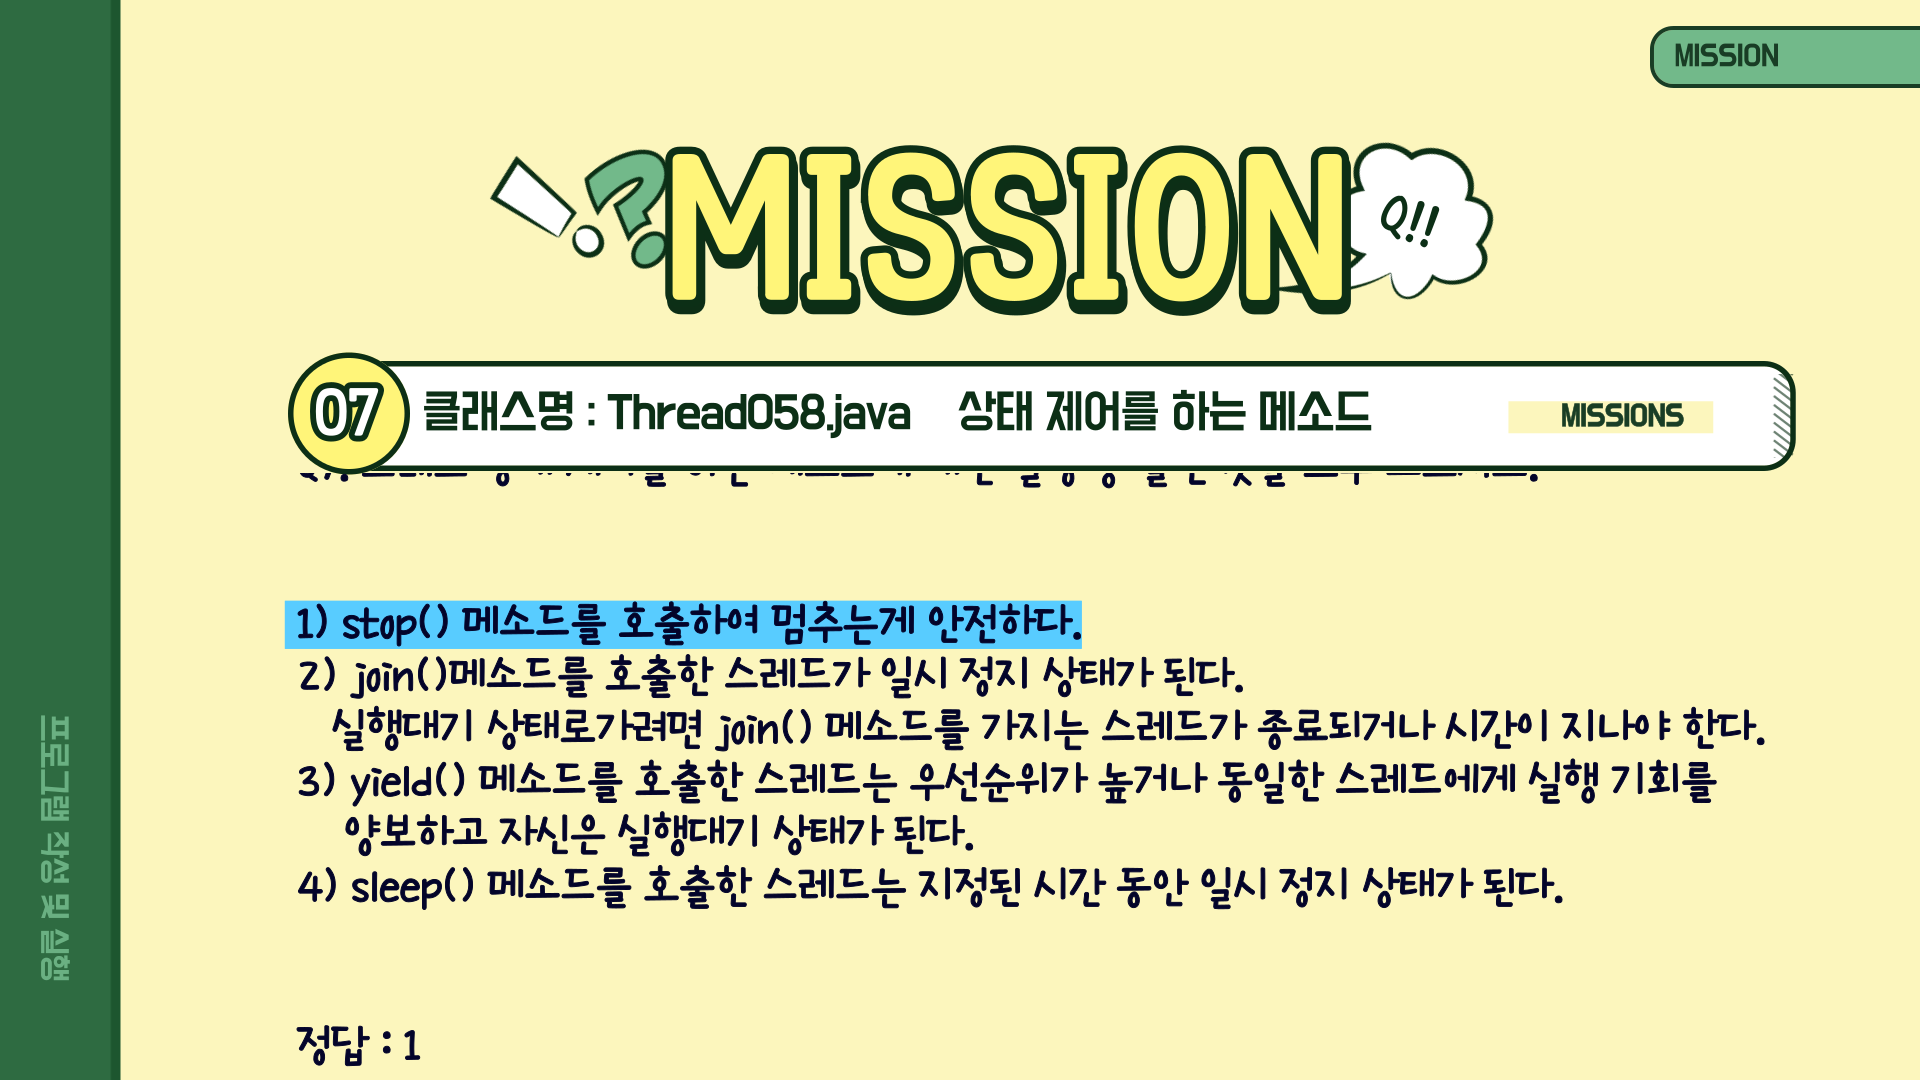 MISSION
MISSION
Q!!
07 클래스명 : Thread058.java 상태 제어를 하는 메소드 MISSIONS
1) stop() 메소드를 호출하여 멈추는게 안전하다.
2) join()메소드를 호출한 스레드가 일시 정지 상태가 된다.
실행대기 상태로가려면 join() 메소드를 가지는 스레드가 종료되거나 시간이 지나야 한다.
3) yield() 메소드를 호출한 스레드는 우선순위가 높거나 동일한 스레드에게 실행 기회를
양보하고 자신은 실행대기 상태가 된다.
4) sleep() 메소드를 호출한 스레드는 지정된 시간 동안 일시 정지 상태가 된다.
정답 : 1
프로그램 작성 및 실행